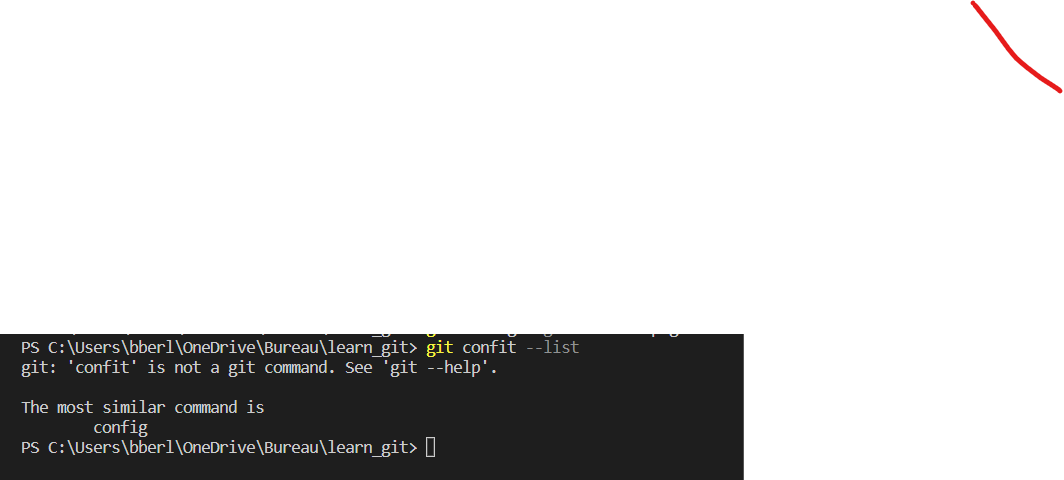 PS C:\Users\bberl\OneDrive\Bureau\learn_git> git confit --list
git: 'confit' is not a git command. See 'git --help'.
The most similar command is
config
PS C:\Users\bberl\OneDrive\Bureau\learn_git>